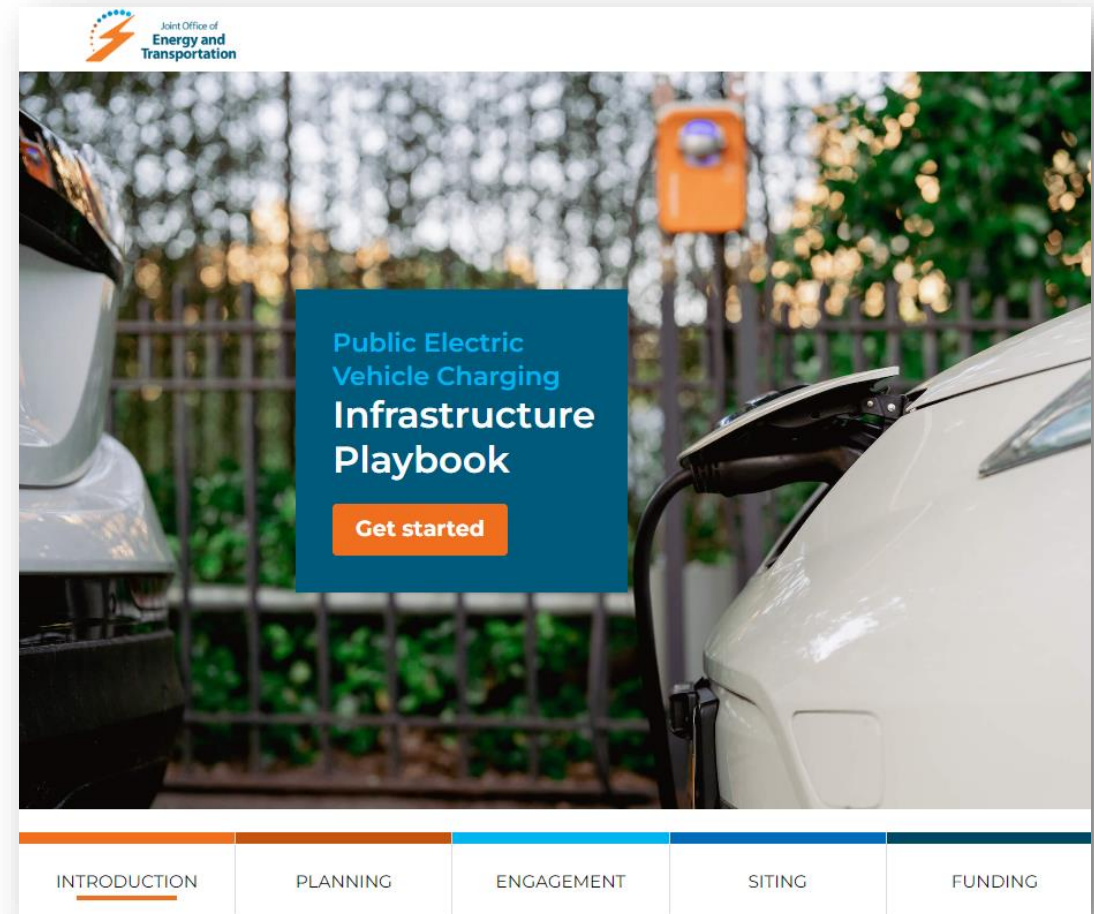 Joint Office of
Energy and
Transportation
Public Electric
Vehicle Charging
Infrastructure
Playbook
Get started
INTRODUCTION
PLANNING
ENGAGEMENT
SITING
FUNDING